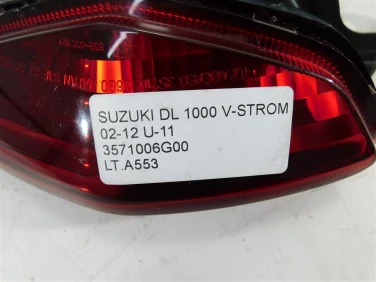 SUZUKI DL 1000 V-STROM
02-12 U-11
3571006G00
LT.A553